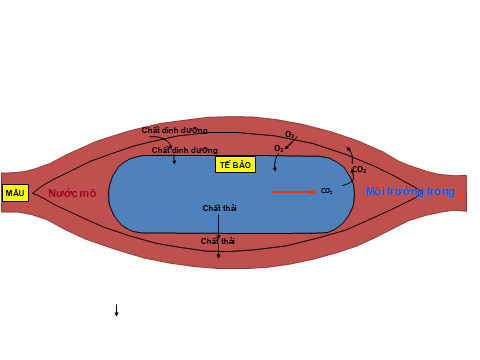 Chất dinh dưỡng
O₂
Chất dinh dưỡng
O₂
TẾ BÀO
CO₂
MÁU
Nước mô
CO₂
Môi trường trong
Chất thải
Chất thải